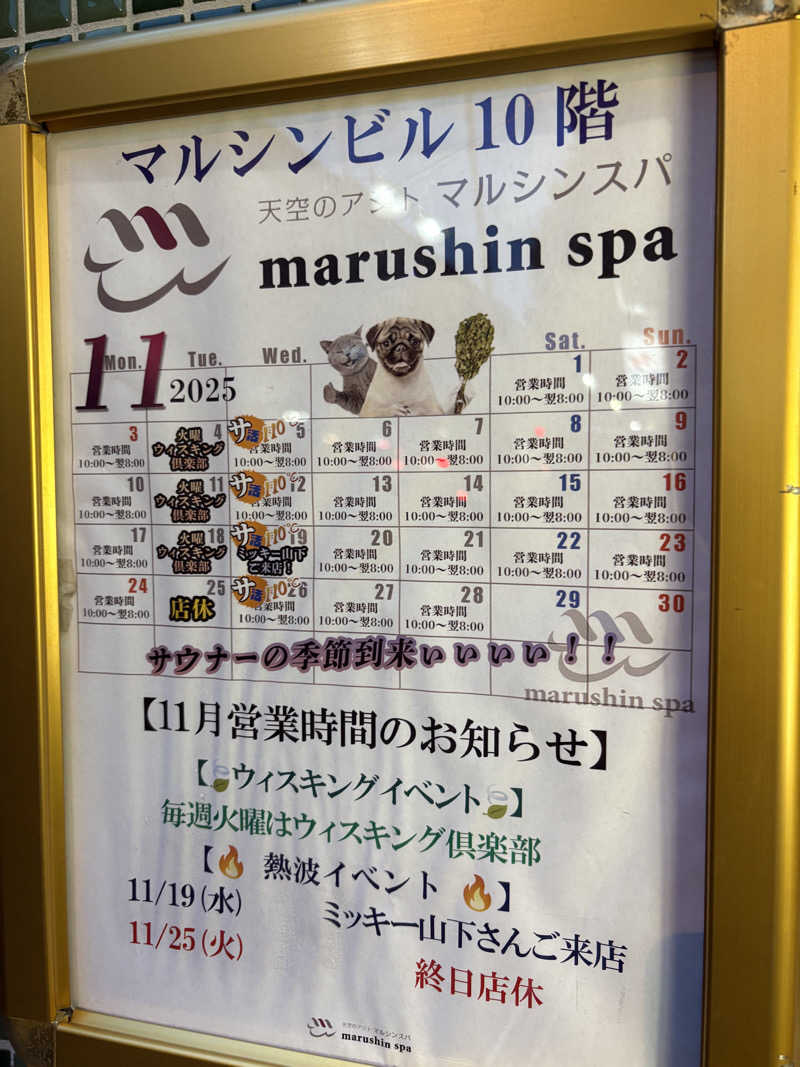 マルシンビル10階
天空のアジト マルシンスパ
marushin spa
11 2025
Mon. Tue. Wed. Sat. Sun.
1 2
営業時間 営業時間
10:00〜翌8:00 10:00〜翌8:00
3 4 5 6 7 8 9
営業時間 火曜 サ活 110℃ 営業時間 営業時間 営業時間 営業時間 営業時間
10:00〜翌8:00 ウィスキング倶楽部 10:00〜翌8:00 10:00〜翌8:00 10:00〜翌8:00 10:00〜翌8:00 10:00〜翌8:00
10 11 12 13 14 15 16
営業時間 火曜 サ活 110℃ 営業時間 営業時間 営業時間 営業時間 営業時間
10:00〜翌8:00 ウィスキング倶楽部 10:00〜翌8:00 10:00〜翌8:00 10:00〜翌8:00 10:00〜翌8:00 10:00〜翌8:00
17 18 19 20 21 22 23
営業時間 火曜 サ活 110℃ ミッキー山下 営業時間 営業時間 営業時間 営業時間
10:00〜翌8:00 ウィスキング倶楽部 ご来店! 10:00〜翌8:00 10:00〜翌8:00 10:00〜翌8:00 10:00〜翌8:00
24 25 26 27 28 29 30
営業時間 店休 サ活 110℃ 営業時間 営業時間 営業時間
10:00〜翌8:00 10:00〜翌8:00 10:00〜翌8:00 10:00〜翌8:00
サウナーの季節到来ぃぃぃぃ!!
marushin spa
【11月営業時間のお知らせ】
【🍃ウィスキングイベント🍃】
毎週火曜はウィスキング倶楽部
【🔥 熱波イベント 🔥】
11/19(水) ミッキー山下さんご来店
11/25(火) 終日店休
天空のアジト マルシンスパ
marushin spa